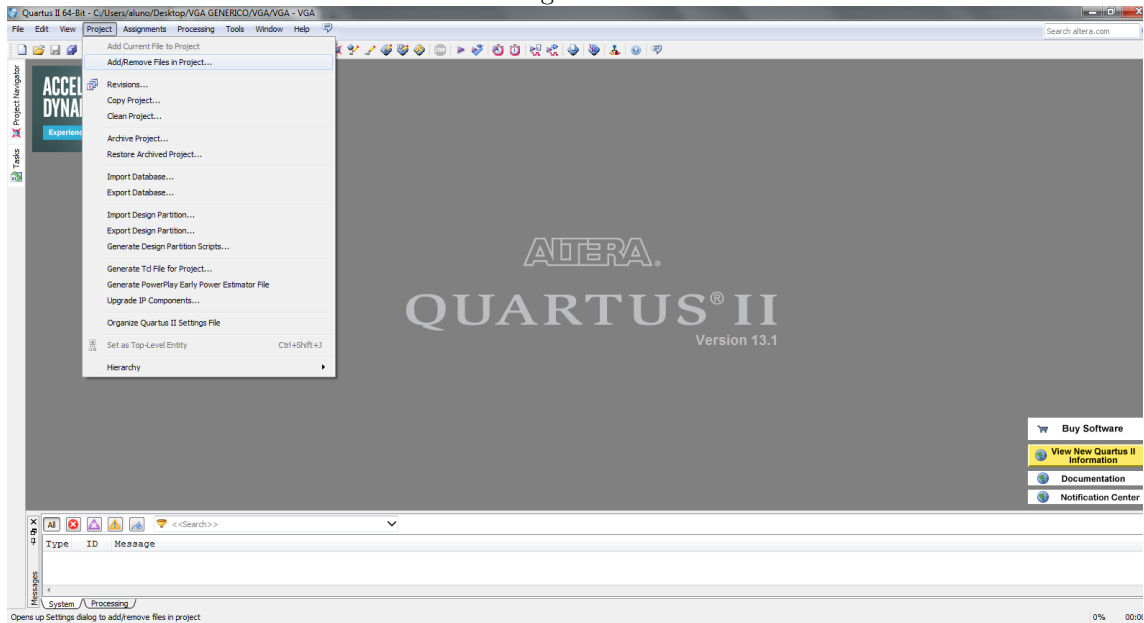 Quartus II 64-Bit - C:/Users/aluno/Desktop/VGA GENERICO/VGA/VGA - VGA
File Edit View Project Assignments Processing Tools Window Help
Search altera.com
Add Current File to Project
Add/Remove Files in Project...
Revisions...
Copy Project...
Clean Project...
Archive Project...
Restore Archived Project...
Import Database...
Export Database...
Import Design Partition...
Export Design Partition...
Generate Design Partition Scripts...
Generate Tcl File for Project...
Generate PowerPlay Early Power Estimator File
Upgrade IP Components...
Organize Quartus II Settings File
Set as Top-Level Entity Ctrl+Shift+J
Hierarchy
Project Navigator
Tasks
ACCEL
DYNA
Experienc
ALTERA®
QUARTUS® II
Version 13.1
Buy Software
View New Quartus II
Information
Documentation
Notification Center
All <<Search>>
Type ID Message
Messages
System Processing
Opens up Settings dialog to add/remove files in project 0% 00:00